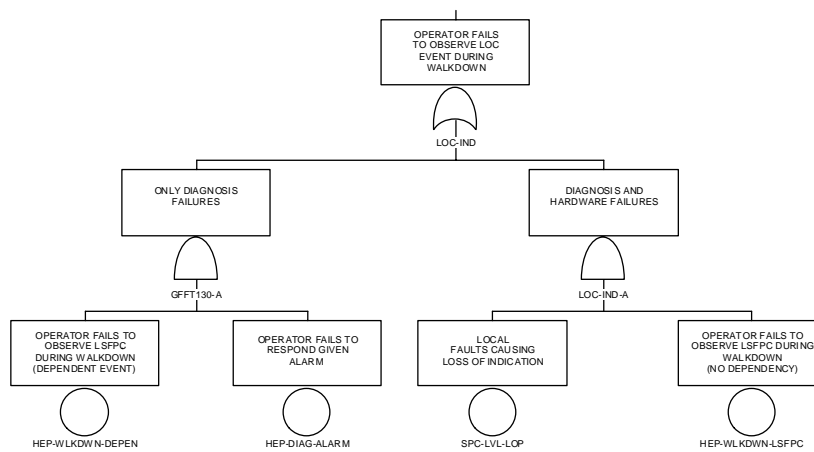 OPERATOR FAILS
TO OBSERVE LOC
EVENT DURING
WALKDOWN
LOC-IND
ONLY DIAGNOSIS
FAILURES
DIAGNOSIS AND
HARDWARE FAILURES
GFFT130-A
LOC-IND-A
OPERATOR FAILS TO
OBSERVE LSFPC
DURING WALKDOWN
(DEPENDENT EVENT)
OPERATOR FAILS TO
RESPOND GIVEN
ALARM
LOCAL
FAULTS CAUSING
LOSS OF INDICATION
OPERATOR FAILS TO
OBSERVE LSFPC DURING
WALKDOWN
(NO DEPENDENCY)
HEP-WLKDWN-DEPEN
HEP-DIAG-ALARM
SPC-LVL-LOP
HEP-WLKDWN-LSFPC